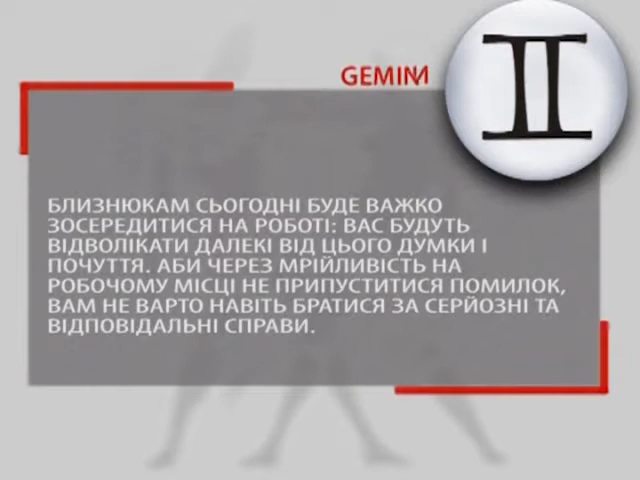 GEMINI
БЛИЗНЮКАМ СЬОГОДНІ БУДЕ ВАЖКО
ЗОСЕРЕДИТИСЯ НА РОБОТІ: ВАС БУДУТЬ
ВІДВОЛІКАТИ ДАЛЕКІ ВІД ЦЬОГО ДУМКИ І
ПОЧУТТЯ. АБИ ЧЕРЕЗ МРІЙЛИВІСТЬ НА
РОБОЧОМУ МІСЦІ НЕ ПРИПУСТИТИСЯ ПОМИЛОК,
ВАМ НЕ ВАРТО НАВІТЬ БРАТИСЯ ЗА СЕРЙОЗНІ ТА
ВІДПОВІДАЛЬНІ СПРАВИ.